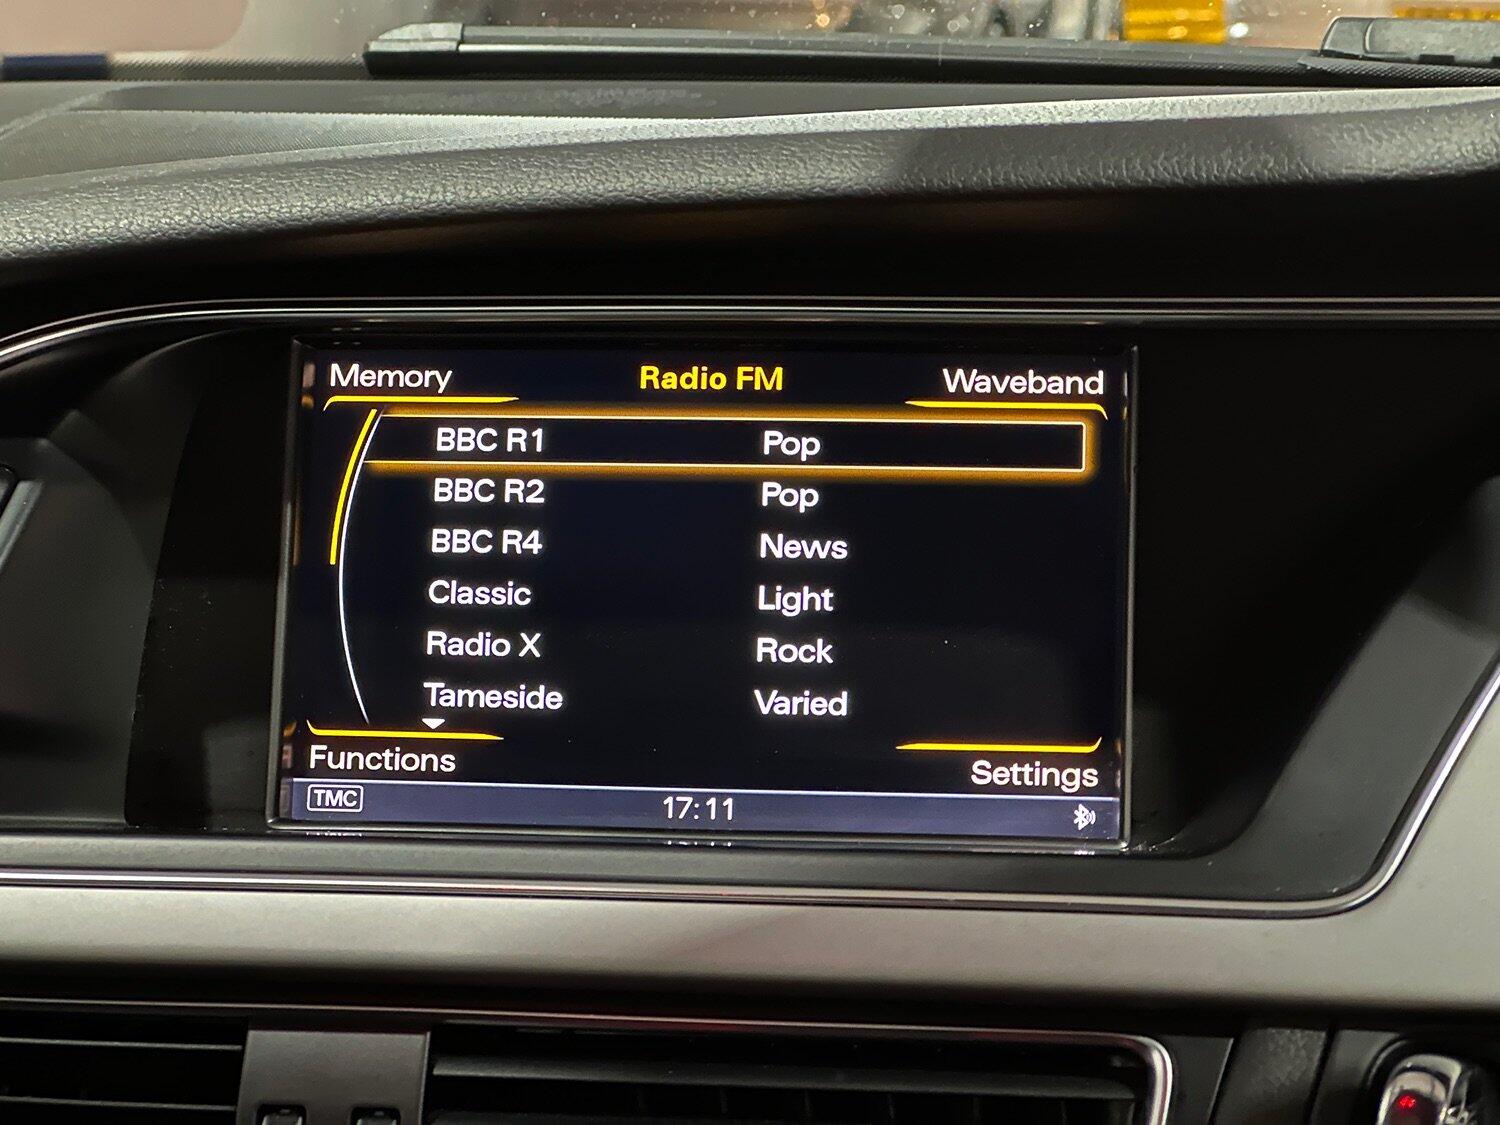 Memory Radio FM Waveband
BBC R1 Pop
BBC R2 Pop
BBC R4 News
Classic Light
Radio X Rock
Tameside Varied
Functions Settings
TMC 17:11